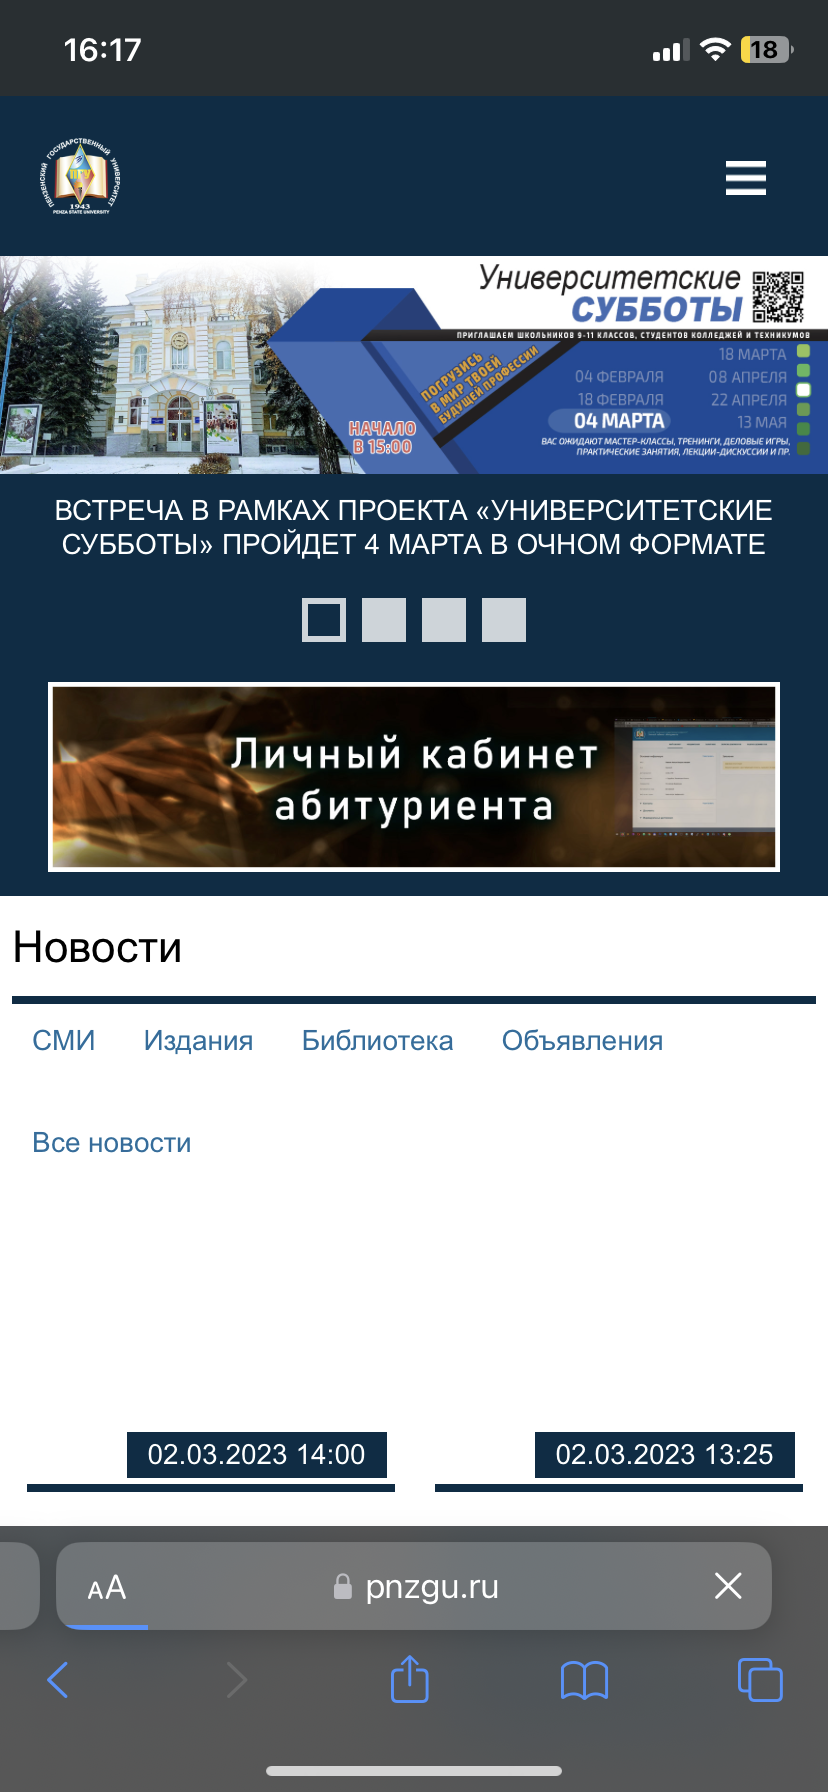 16:17
18
ПЕНЗЕНСКИЙ ГОСУДАРСТВЕННЫЙ УНИВЕРСИТЕТ
ПГУ
1943
PENZA STATE UNIVERSITY
Университетские
СУББОТЫ
ПРИГЛАШАЕМ ШКОЛЬНИКОВ 9-11 КЛАССОВ, СТУДЕНТОВ КОЛЛЕДЖЕЙ И ТЕХНИКУМОВ
ПОГРУЗИСЬ
В МИР ТВОЕЙ
БУДУЩЕЙ ПРОФЕССИИ
НАЧАЛО
В 15:00
04 ФЕВРАЛЯ
18 ФЕВРАЛЯ
04 МАРТА
18 МАРТА
08 АПРЕЛЯ
22 АПРЕЛЯ
13 МАЯ
ВАС ОЖИДАЮТ МАСТЕР-КЛАССЫ, ТРЕНИНГИ, ДЕЛОВЫЕ ИГРЫ,
ПРАКТИЧЕСКИЕ ЗАНЯТИЯ, ЛЕКЦИИ-ДИСКУССИИ И ПР.
ВСТРЕЧА В РАМКАХ ПРОЕКТА «УНИВЕРСИТЕТСКИЕ
СУББОТЫ» ПРОЙДЕТ 4 МАРТА В ОЧНОМ ФОРМАТЕ
Личный кабинет
абитуриента
Новости
СМИ Издания Библиотека Объявления
Все новости
02.03.2023 14:00 02.03.2023 13:25
AA pnzgu.ru